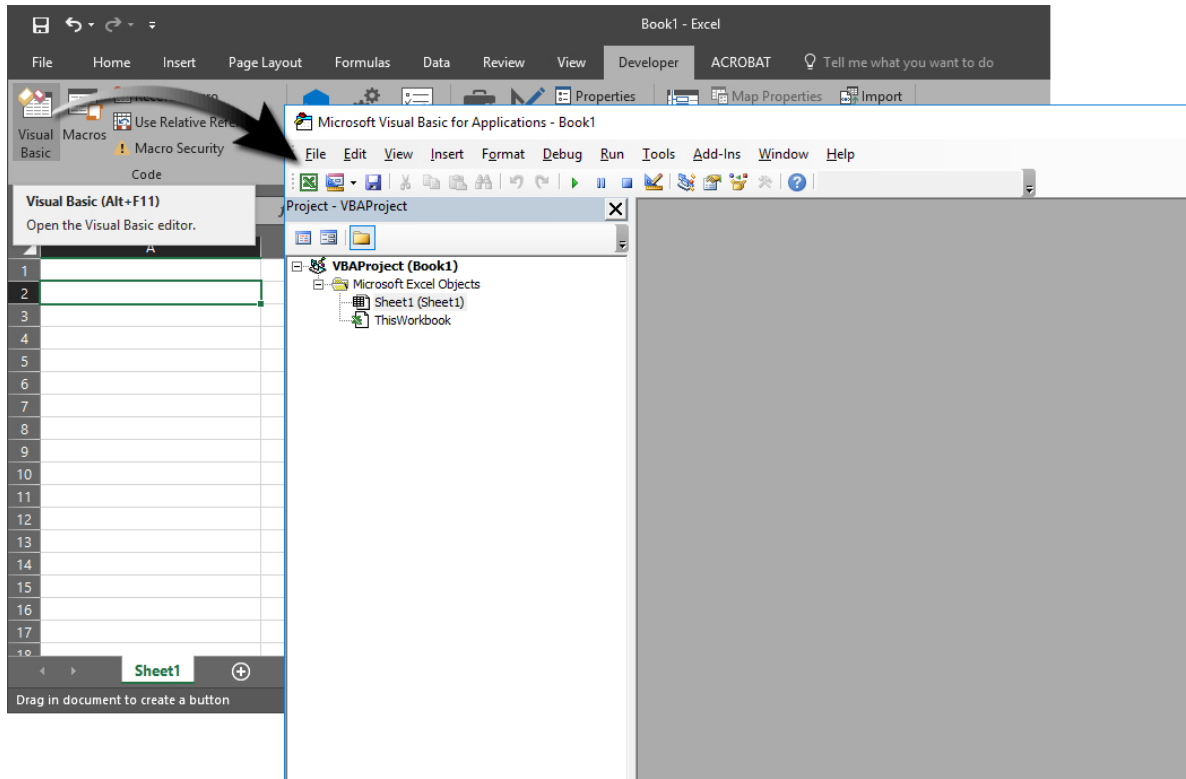 Book1 - Excel
File Home Insert Page Layout Formulas Data Review View Developer ACROBAT Tell me what you want to do
Properties Map Properties Import
Use Relative
Visual Macros
Basic
Macro Security
Code
Visual Basic (Alt+F11)
Open the Visual Basic editor.
A
1
2
3
4
5
6
7
8
9
10
11
12
13
14
15
16
17
18
Sheet1
Drag in document to create a button
Microsoft Visual Basic for Applications - Book1
File Edit View Insert Format Debug Run Tools Add-Ins Window Help
Project - VBAProject
VBAProject (Book1)
Microsoft Excel Objects
Sheet1 (Sheet1)
ThisWorkbook